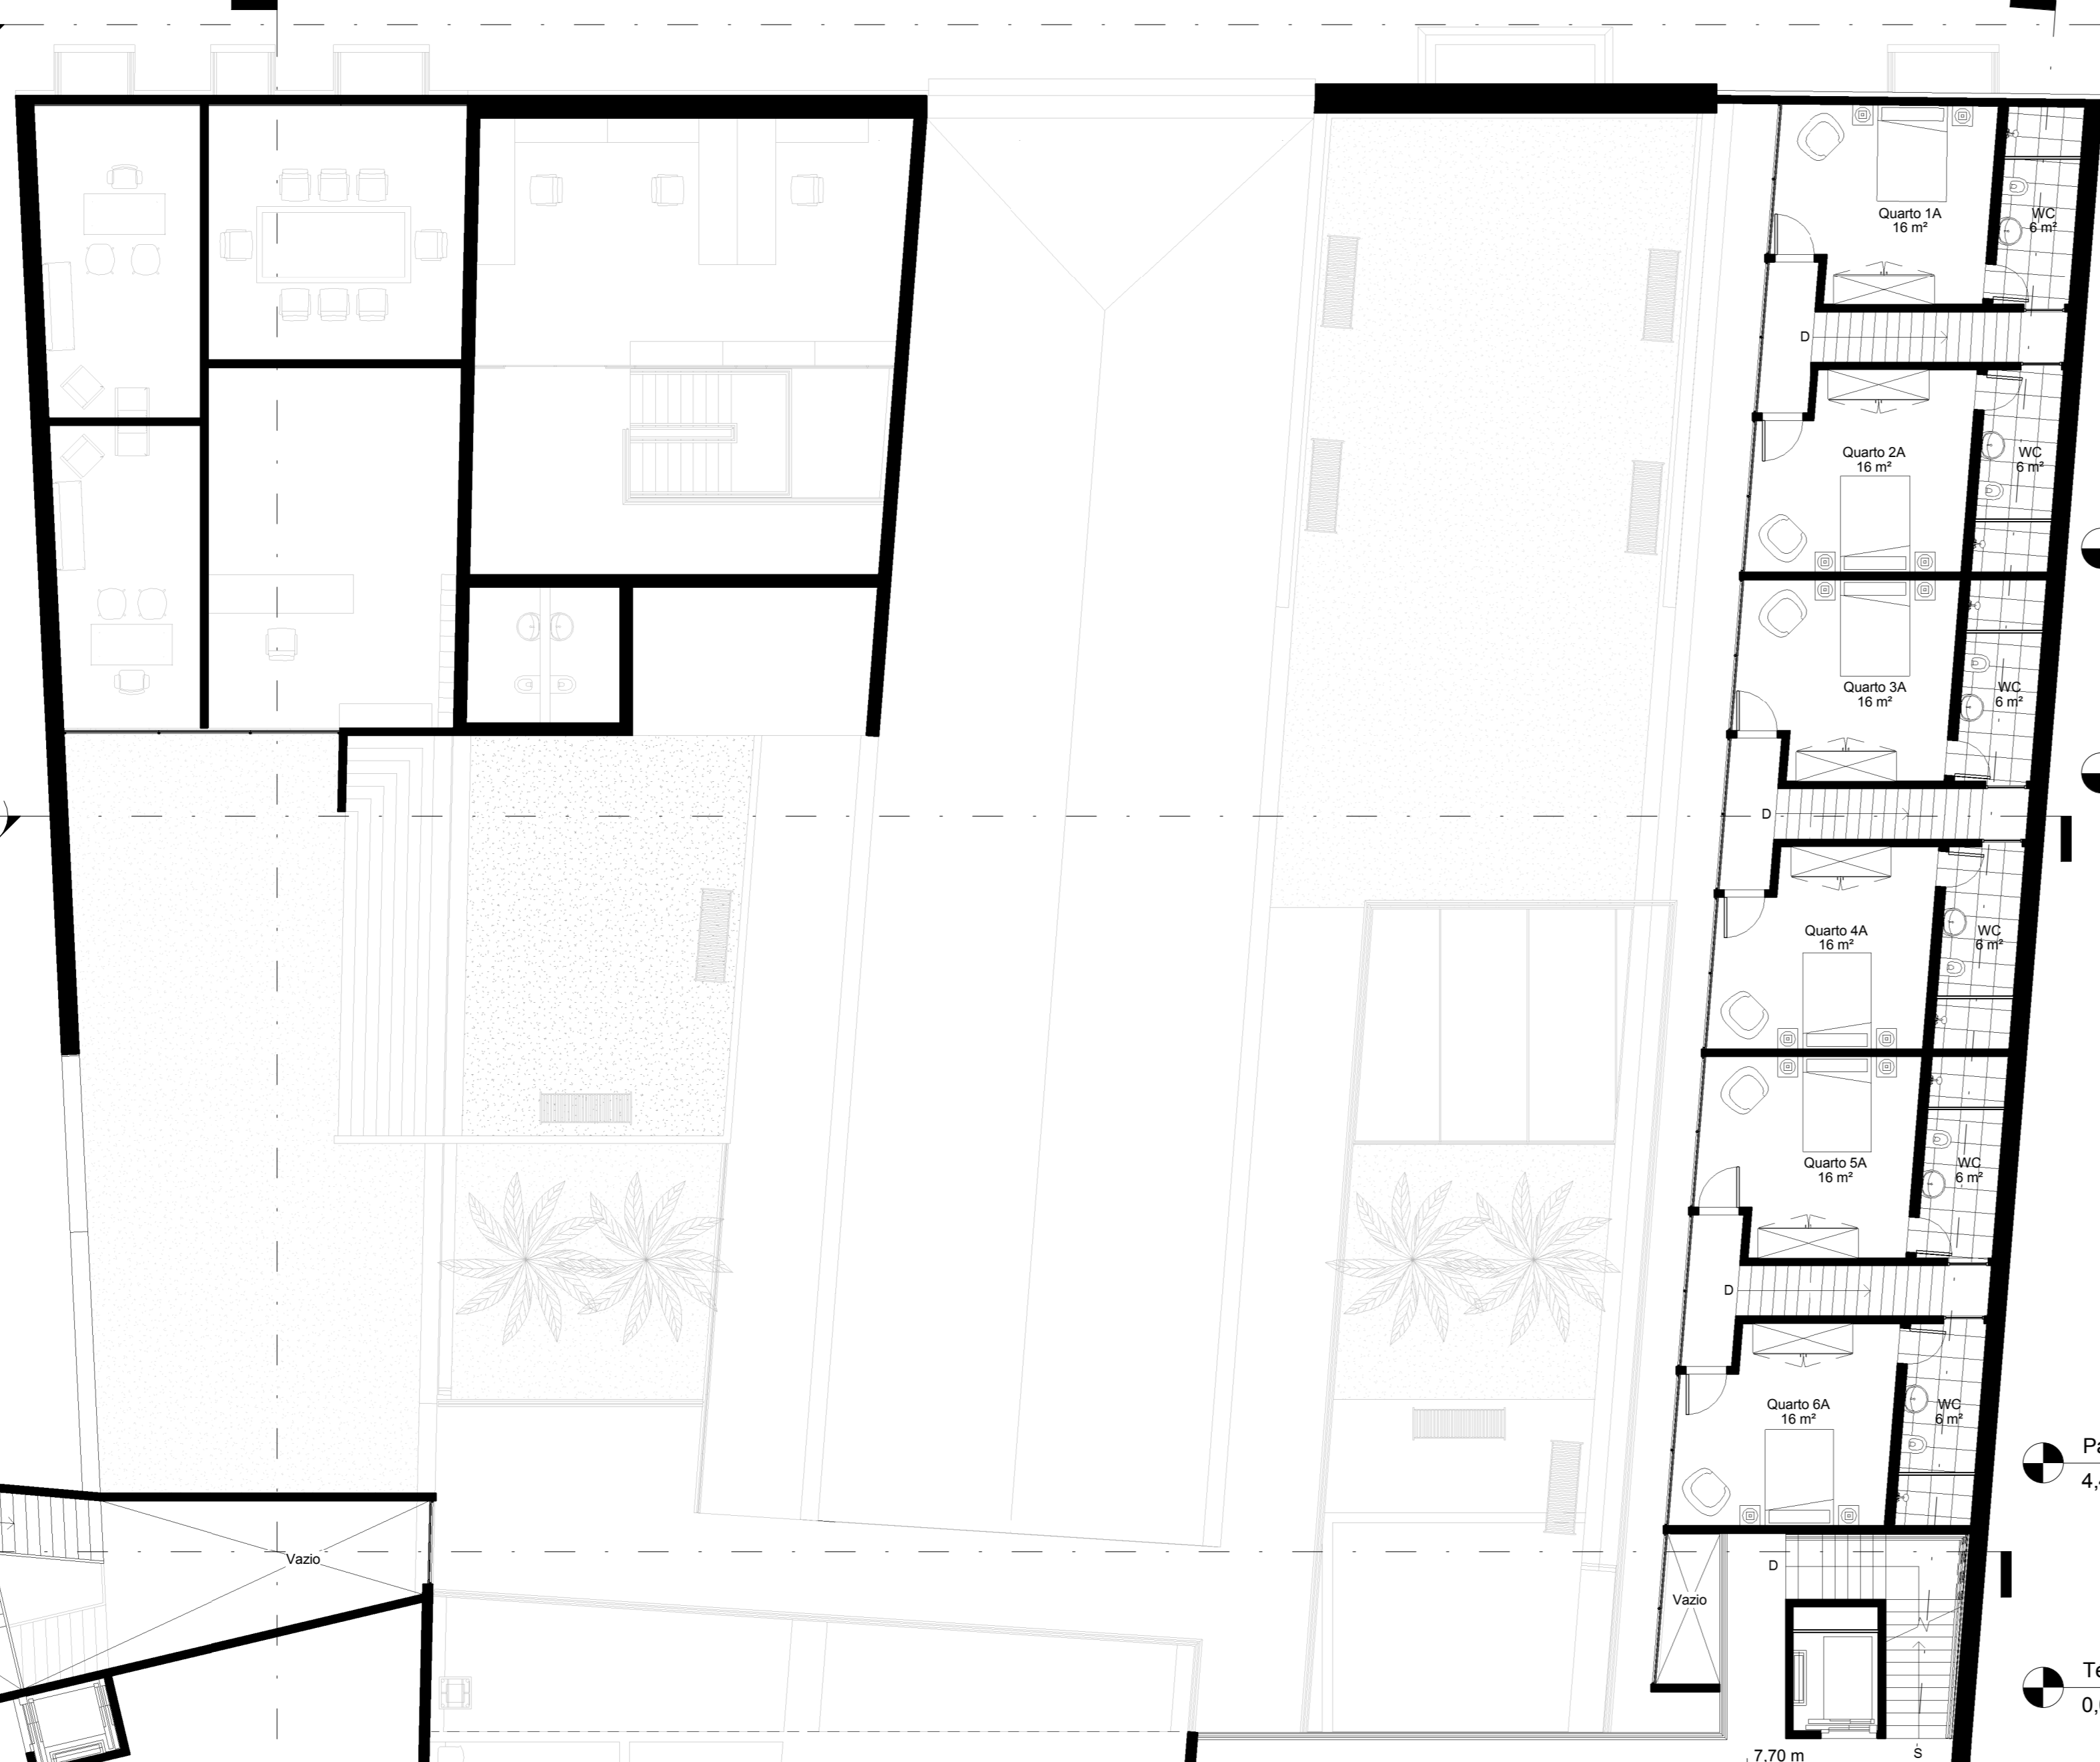 Quarto 1A
16 m²
WC
6 m²
D
Quarto 2A
16 m²
WC
6 m²
Quarto 3A
16 m²
WC
6 m²
D
Quarto 4A
16 m²
WC
6 m²
Quarto 5A
16 m²
WC
6 m²
D
Quarto 6A
16 m²
WC
6 m²
Vazio
D
Vazio
7.70 m
S